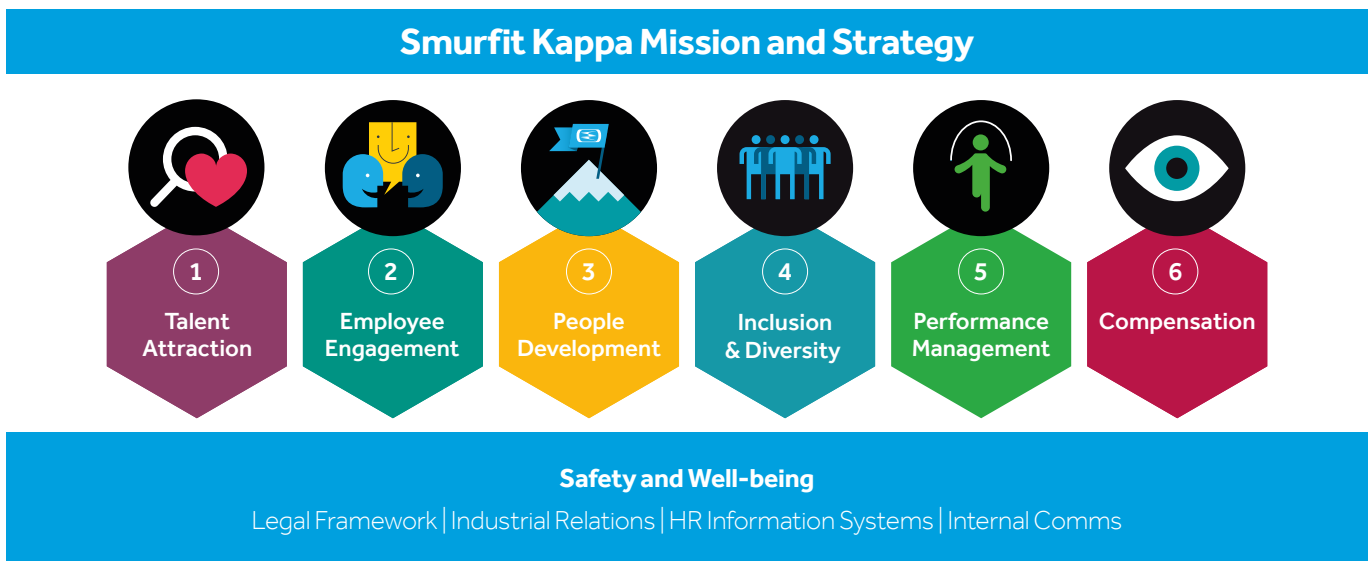 Smurfit Kappa Mission and Strategy
1
Talent
Attraction
2
Employee
Engagement
3
People
Development
4
Inclusion
& Diversity
5
Performance
Management
6
Compensation
Safety and Well-being
Legal Framework | Industrial Relations | HR Information Systems | Internal Comms